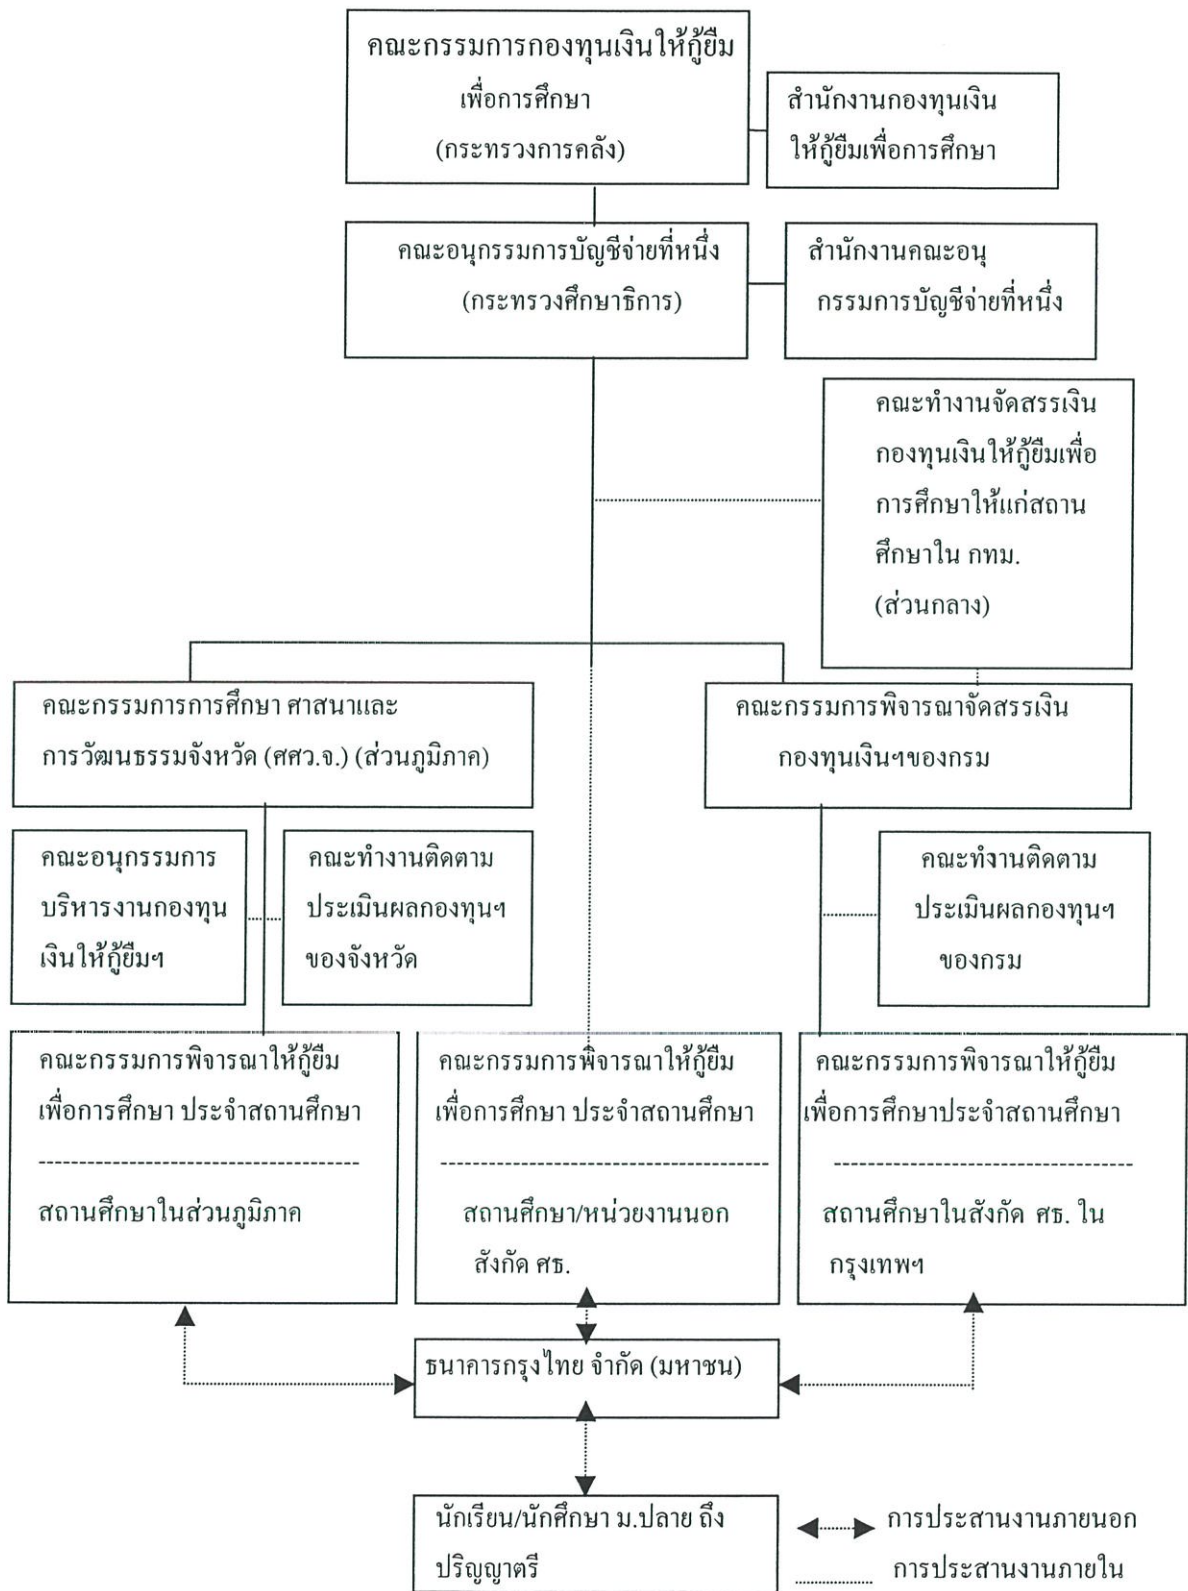 คณะกรรมการกองทุนเงินให้กู้ยืม
เพื่อการศึกษา
(กระทรวงการคลัง)
สำนักงานกองทุนเงิน
ให้กู้ยืมเพื่อการศึกษา
คณะอนุกรรมการบัญชีจ่ายที่หนึ่ง
(กระทรวงศึกษาธิการ)
สำนักงานคณะอนุ
กรรมการบัญชีจ่ายที่หนึ่ง
คณะทำงานจัดสรรเงิน
กองทุนเงินให้กู้ยืมเพื่อ
การศึกษาให้แก่สถาน
ศึกษาใน กทม.
(ส่วนกลาง)
คณะกรรมการการศึกษา ศาสนาและ
การวัฒนธรรมจังหวัด (ศศว.จ.) (ส่วนภูมิภาค)
คณะกรรมการพิจารณาจัดสรรเงิน
กองทุนเงินฯของกรม
คณะอนุกรรมการ
บริหารงานกองทุน
เงินให้กู้ยืมฯ
คณะทำงานติดตาม
ประเมินผลกองทุนฯ
ของจังหวัด
คณะทำงานติดตาม
ประเมินผลกองทุนฯ
ของกรม
คณะกรรมการพิจารณาให้กู้ยืม
เพื่อการศึกษา ประจำสถานศึกษา
สถานศึกษาในส่วนภูมิภาค
คณะกรรมการพิจารณาให้กู้ยืม
เพื่อการศึกษา ประจำสถานศึกษา
สถานศึกษา/หน่วยงานนอก
สังกัด ศธ.
คณะกรรมการพิจารณาให้กู้ยืม
เพื่อการศึกษาประจำสถานศึกษา
สถานศึกษาในสังกัด ศธ. ใน
กรุงเทพฯ
ธนาคารกรุงไทย จำกัด (มหาชน)
นักเรียน/นักศึกษา ม.ปลาย ถึง
ปริญญาตรี
การประสานงานภายนอก
การประสานงานภายใน